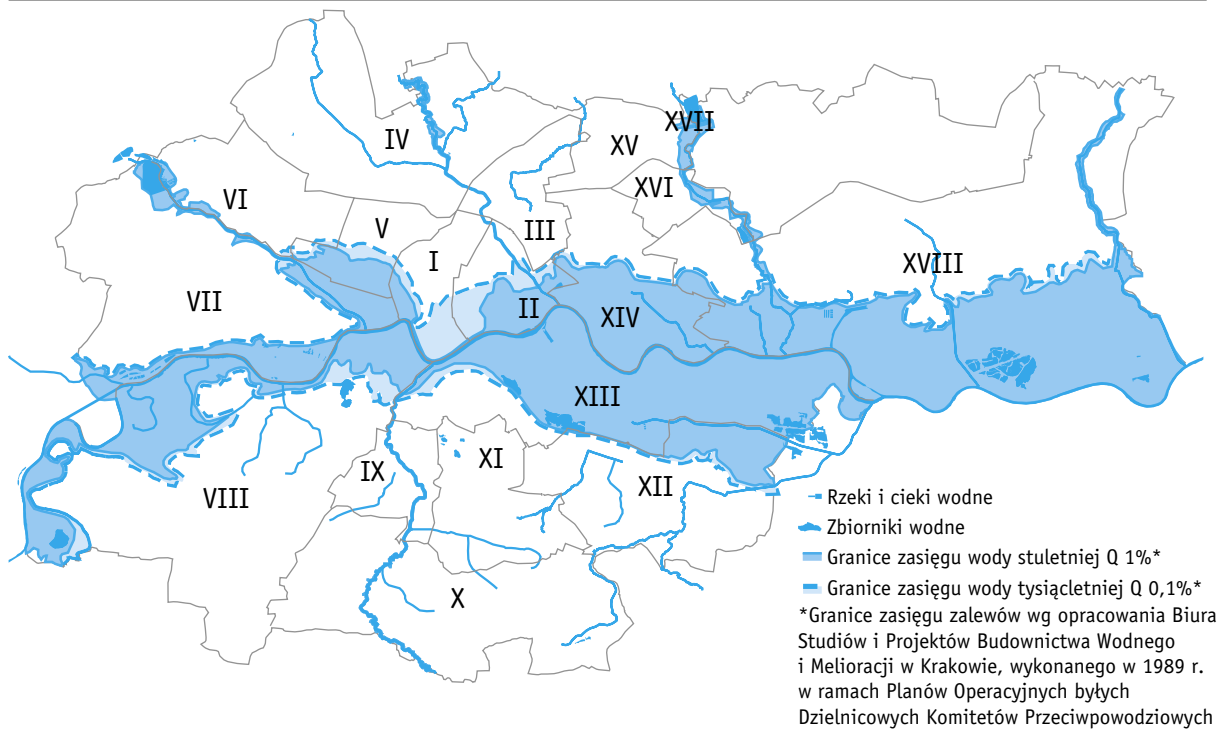 IV
XVII
XV
XVI
VI
V
III
I
XVIII
VII
II
XIV
XIII
XI
IX
XII
VIII
X
Rzeki i cieki wodne
Zbiorniki wodne
Granice zasięgu wody stuletniej Q 1%*
Granice zasięgu wody tysiącletniej Q 0,1%*
*Granice zasięgu zalewów wg opracowania Biura
Studiów i Projektów Budownictwa Wodnego
i Melioracji w Krakowie, wykonanego w 1989 r.
w ramach Planów Operacyjnych byłych
Dzielnicowych Komitetów Przeciwpowodziowych